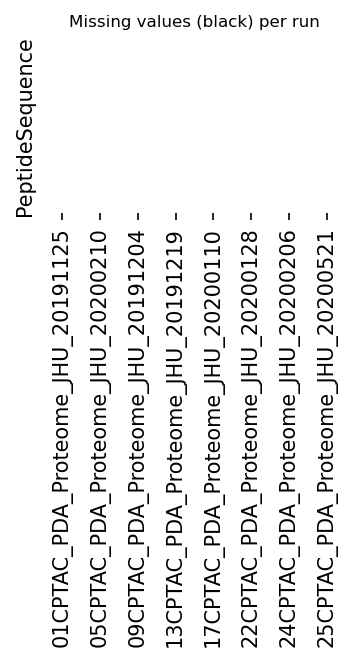 Missing values (black) per run
PeptideSequence
01CPTAC_PDA_Proteome_JHU_20191125
05CPTAC_PDA_Proteome_JHU_20200210
09CPTAC_PDA_Proteome_JHU_20191204
13CPTAC_PDA_Proteome_JHU_20191219
17CPTAC_PDA_Proteome_JHU_20200110
22CPTAC_PDA_Proteome_JHU_20200128
24CPTAC_PDA_Proteome_JHU_20200206
25CPTAC_PDA_Proteome_JHU_20200521